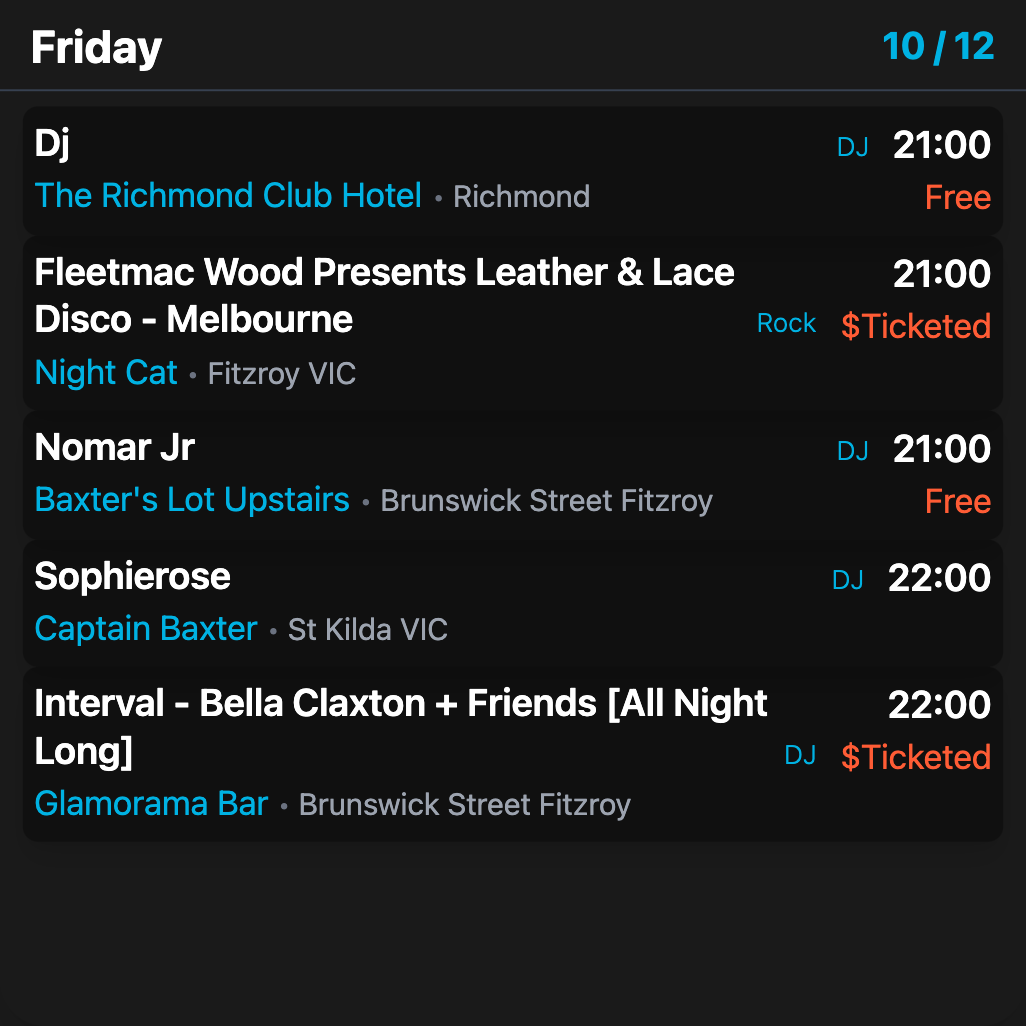 Friday 10 / 12
Dj DJ 21:00
The Richmond Club Hotel • Richmond Free
Fleetmac Wood Presents Leather & Lace 21:00
Disco - Melbourne Rock $Ticketed
Night Cat • Fitzroy VIC
Nomar Jr DJ 21:00
Baxter's Lot Upstairs • Brunswick Street Fitzroy Free
Sophierose DJ 22:00
Captain Baxter • St Kilda VIC
Interval - Bella Claxton + Friends [All Night 22:00
Long] DJ $Ticketed
Glamorama Bar • Brunswick Street Fitzroy